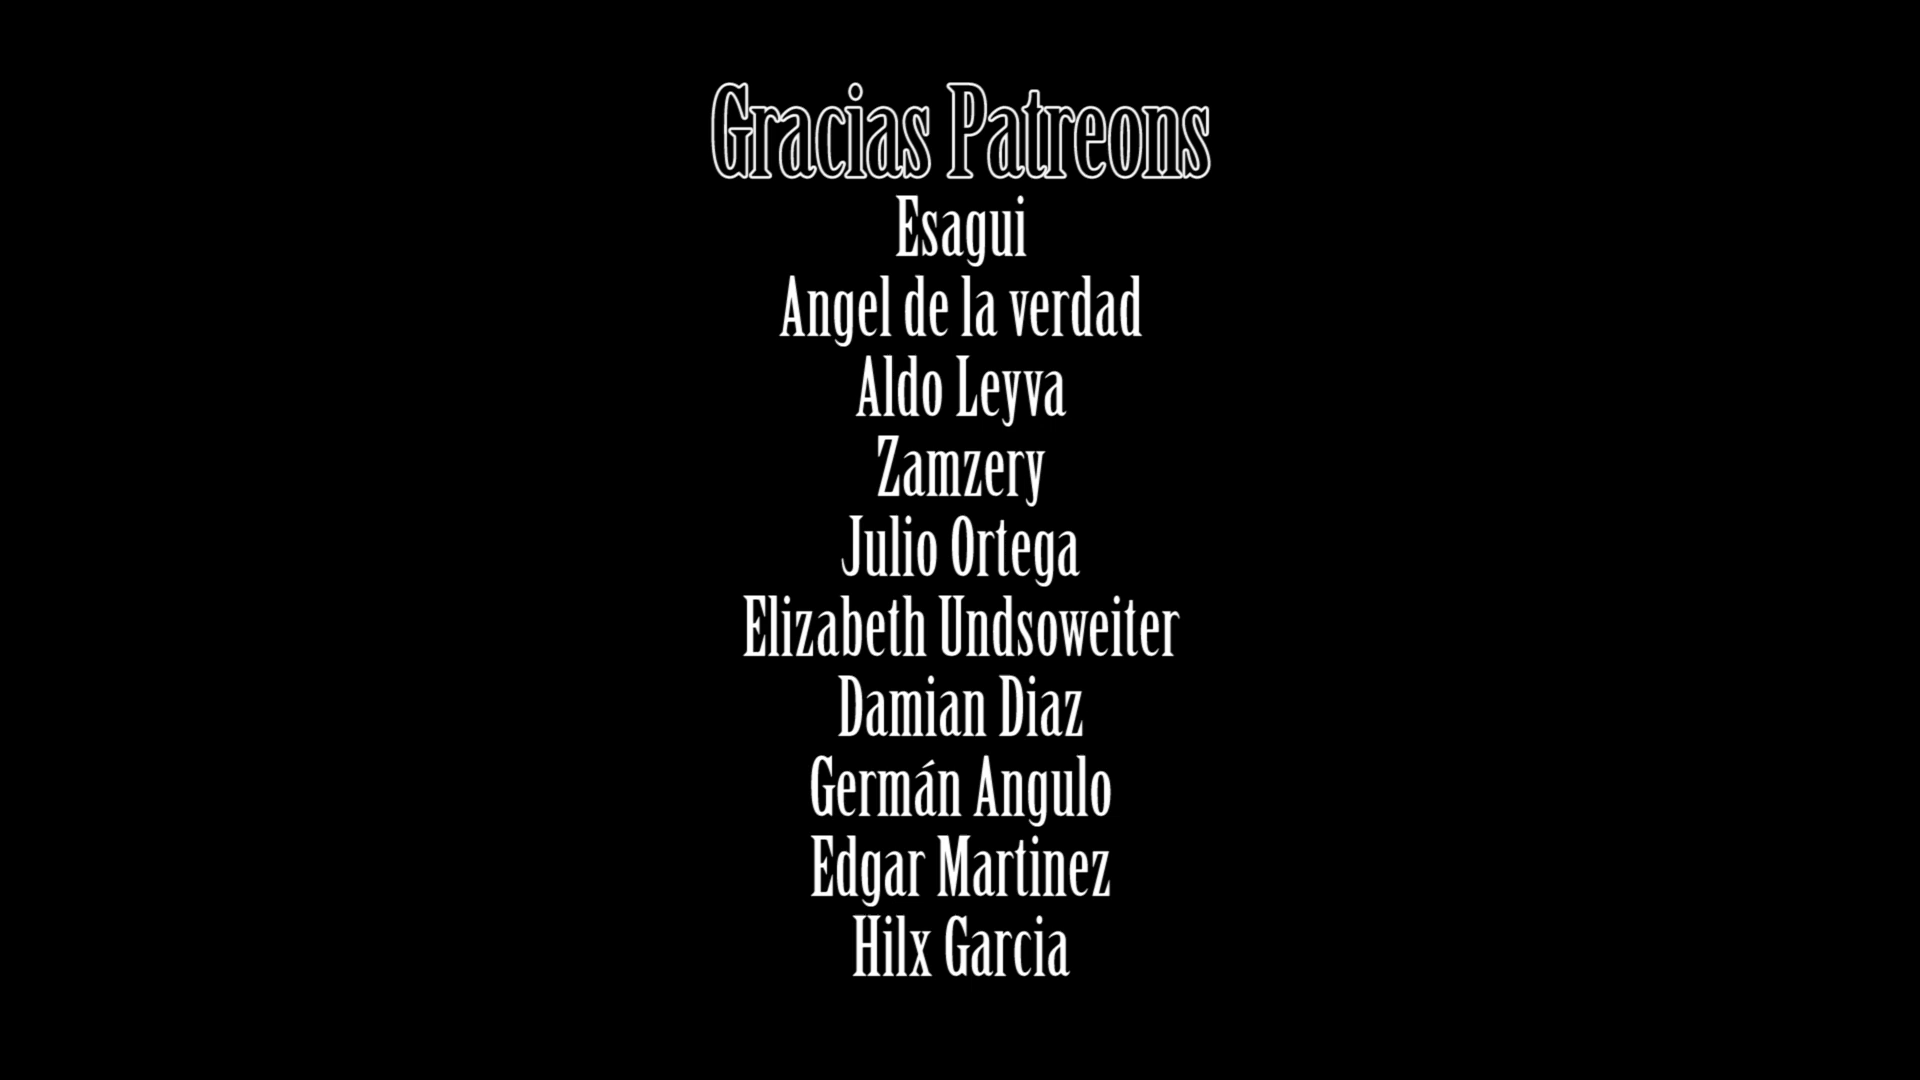 Gracias Patreons
Esagui
Angel de la verdad
Aldo Leyva
Zamzery
Julio Ortega
Elizabeth Undsoweiter
Damian Diaz
Germán Angulo
Edgar Martinez
Hilx Garcia